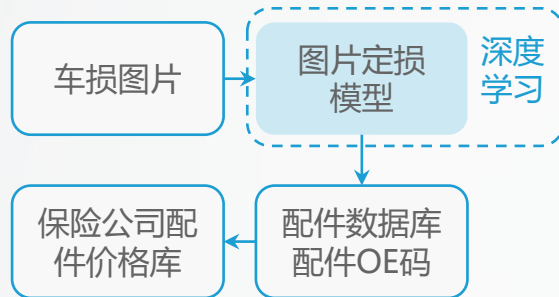 车损图片
图片定损
模型
深度
学习
保险公司配
件价格库
配件数据库
配件OE码